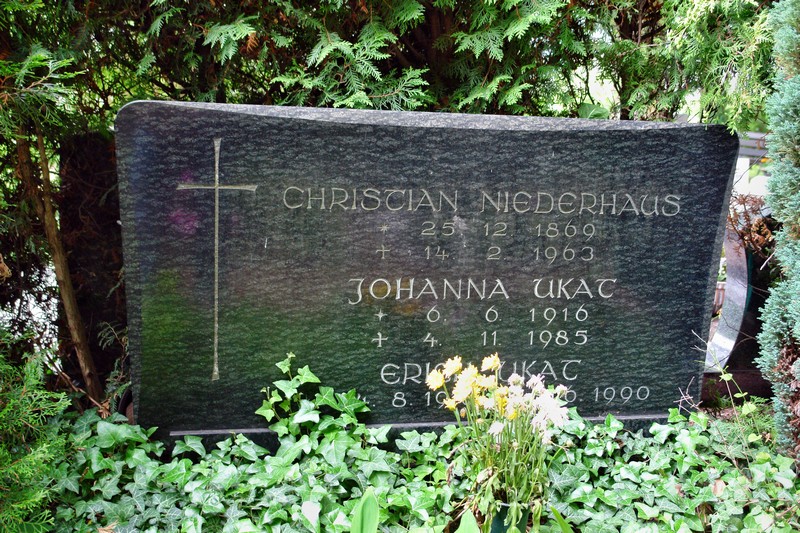 CHRISTIAN NIEDERHAUS
* 25. 12. 1869
+ 14. 2. 1963
JOHANNA UKAT
* 6. 6. 1916
+ 4. 11. 1985
UKAT
8. 1990